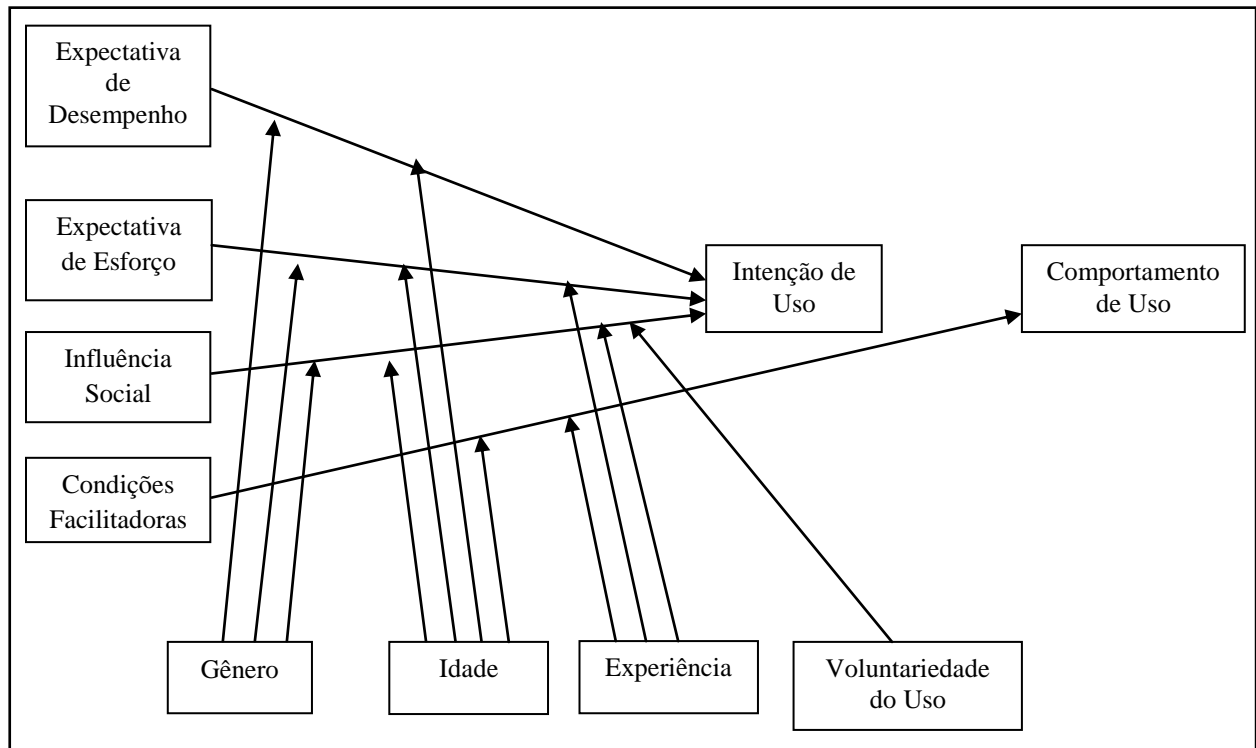 Expectativa
de
Desempenho
Expectativa
de Esforço
Influência
Social
Condições
Facilitadoras
Intenção de
Uso
Comportamento
de Uso
Gênero
Idade
Experiência
Voluntariedade
do Uso